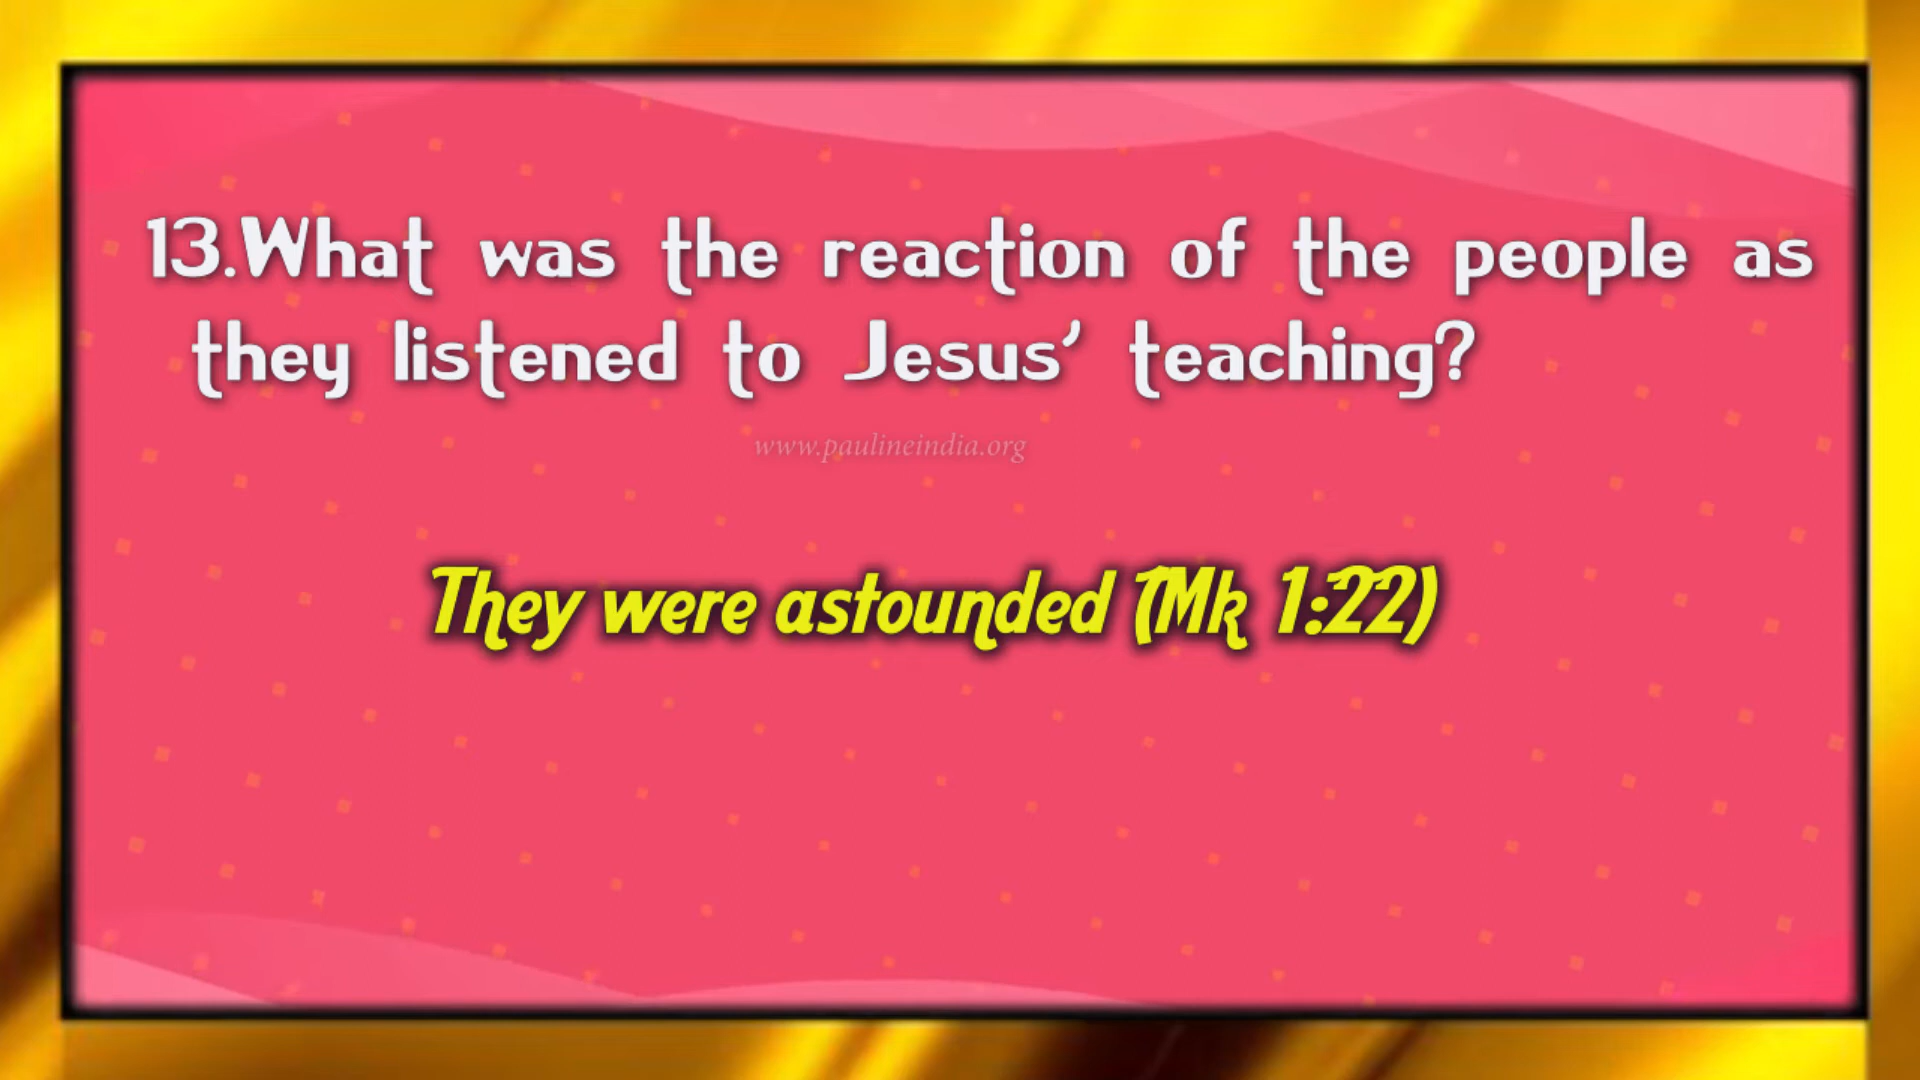 13.What was the reaction of the people as
they listened to Jesus’ teaching?
www.paulineindia.org
They were astounded (Mk 1:22)